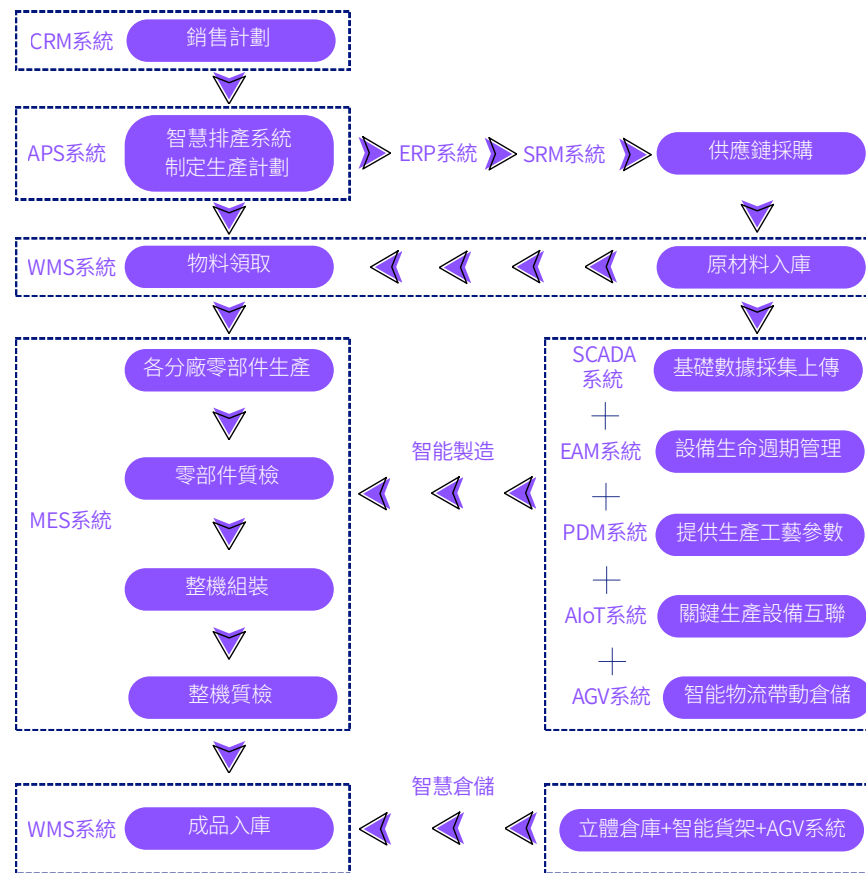 CRM系統
銷售計劃
APS系統
智慧排產系統
制定生產計劃
ERP系統
SRM系統
供應鏈採購
WMS系統
物料領取
原材料入庫
MES系統
各分廠零部件生產
零部件質檢
整機組裝
整機質檢
智能製造
SCADA
系統
基礎數據採集上傳
EAM系統
設備生命週期管理
PDM系統
提供生產工藝參數
AIoT系統
關鍵生產設備互聯
AGV系統
智能物流帶動倉儲
WMS系統
成品入庫
智慧倉儲
立體倉庫+智能貨架+AGV系統